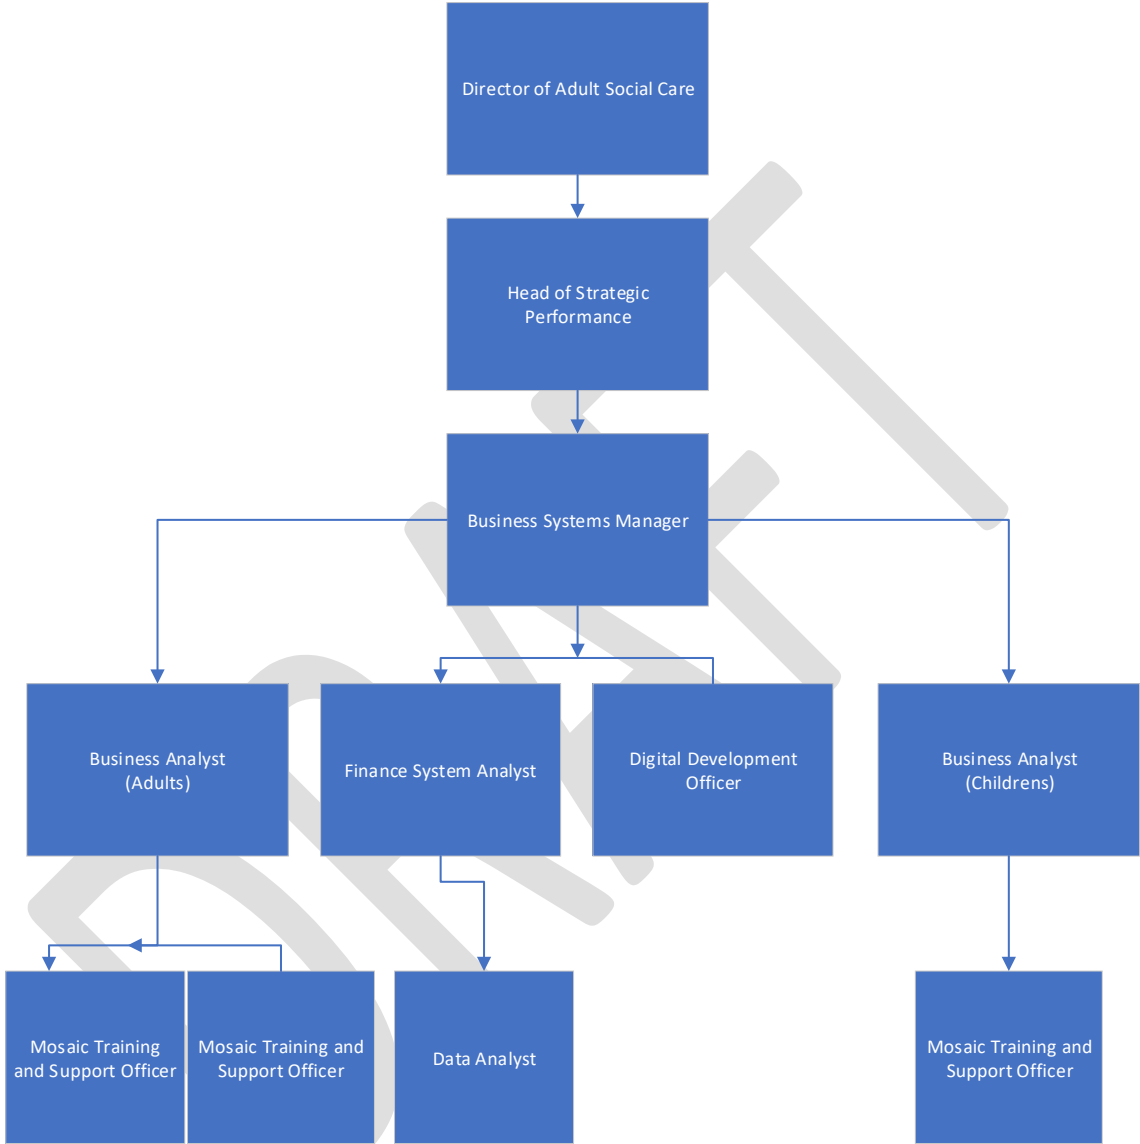 Director of Adult Social Care
Head of Strategic
Performance
Business Systems Manager
Business Analyst
(Adults)
Finance System Analyst
Digital Development
Officer
Business Analyst
(Childrens)
Mosaic Training
and Support Officer
Mosaic Training and
Support Officer
Data Analyst
Mosaic Training and
Support Officer
DRAFT